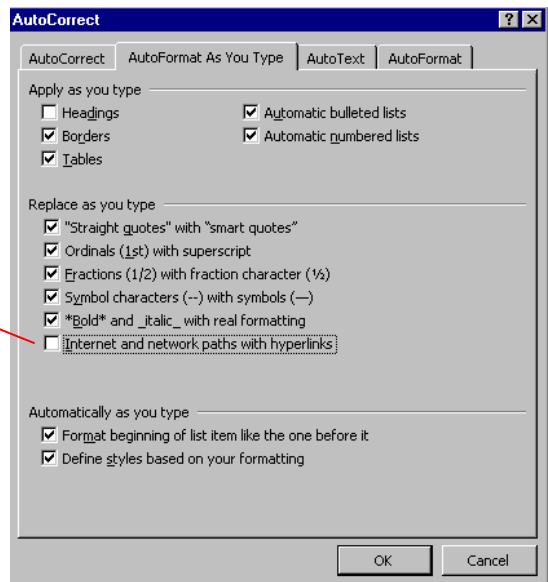 AutoCorrect
AutoCorrect AutoFormat As You Type AutoText AutoFormat
Apply as you type
Headings Automatic bulleted lists
Borders Automatic numbered lists
Tables
Replace as you type
"Straight quotes" with “smart quotes”
Ordinals (1st) with superscript
Fractions (1/2) with fraction character (½)
Symbol characters (--) with symbols (—)
*Bold* and _italic_ with real formatting
Internet and network paths with hyperlinks
Automatically as you type
Format beginning of list item like the one before it
Define styles based on your formatting
OK Cancel